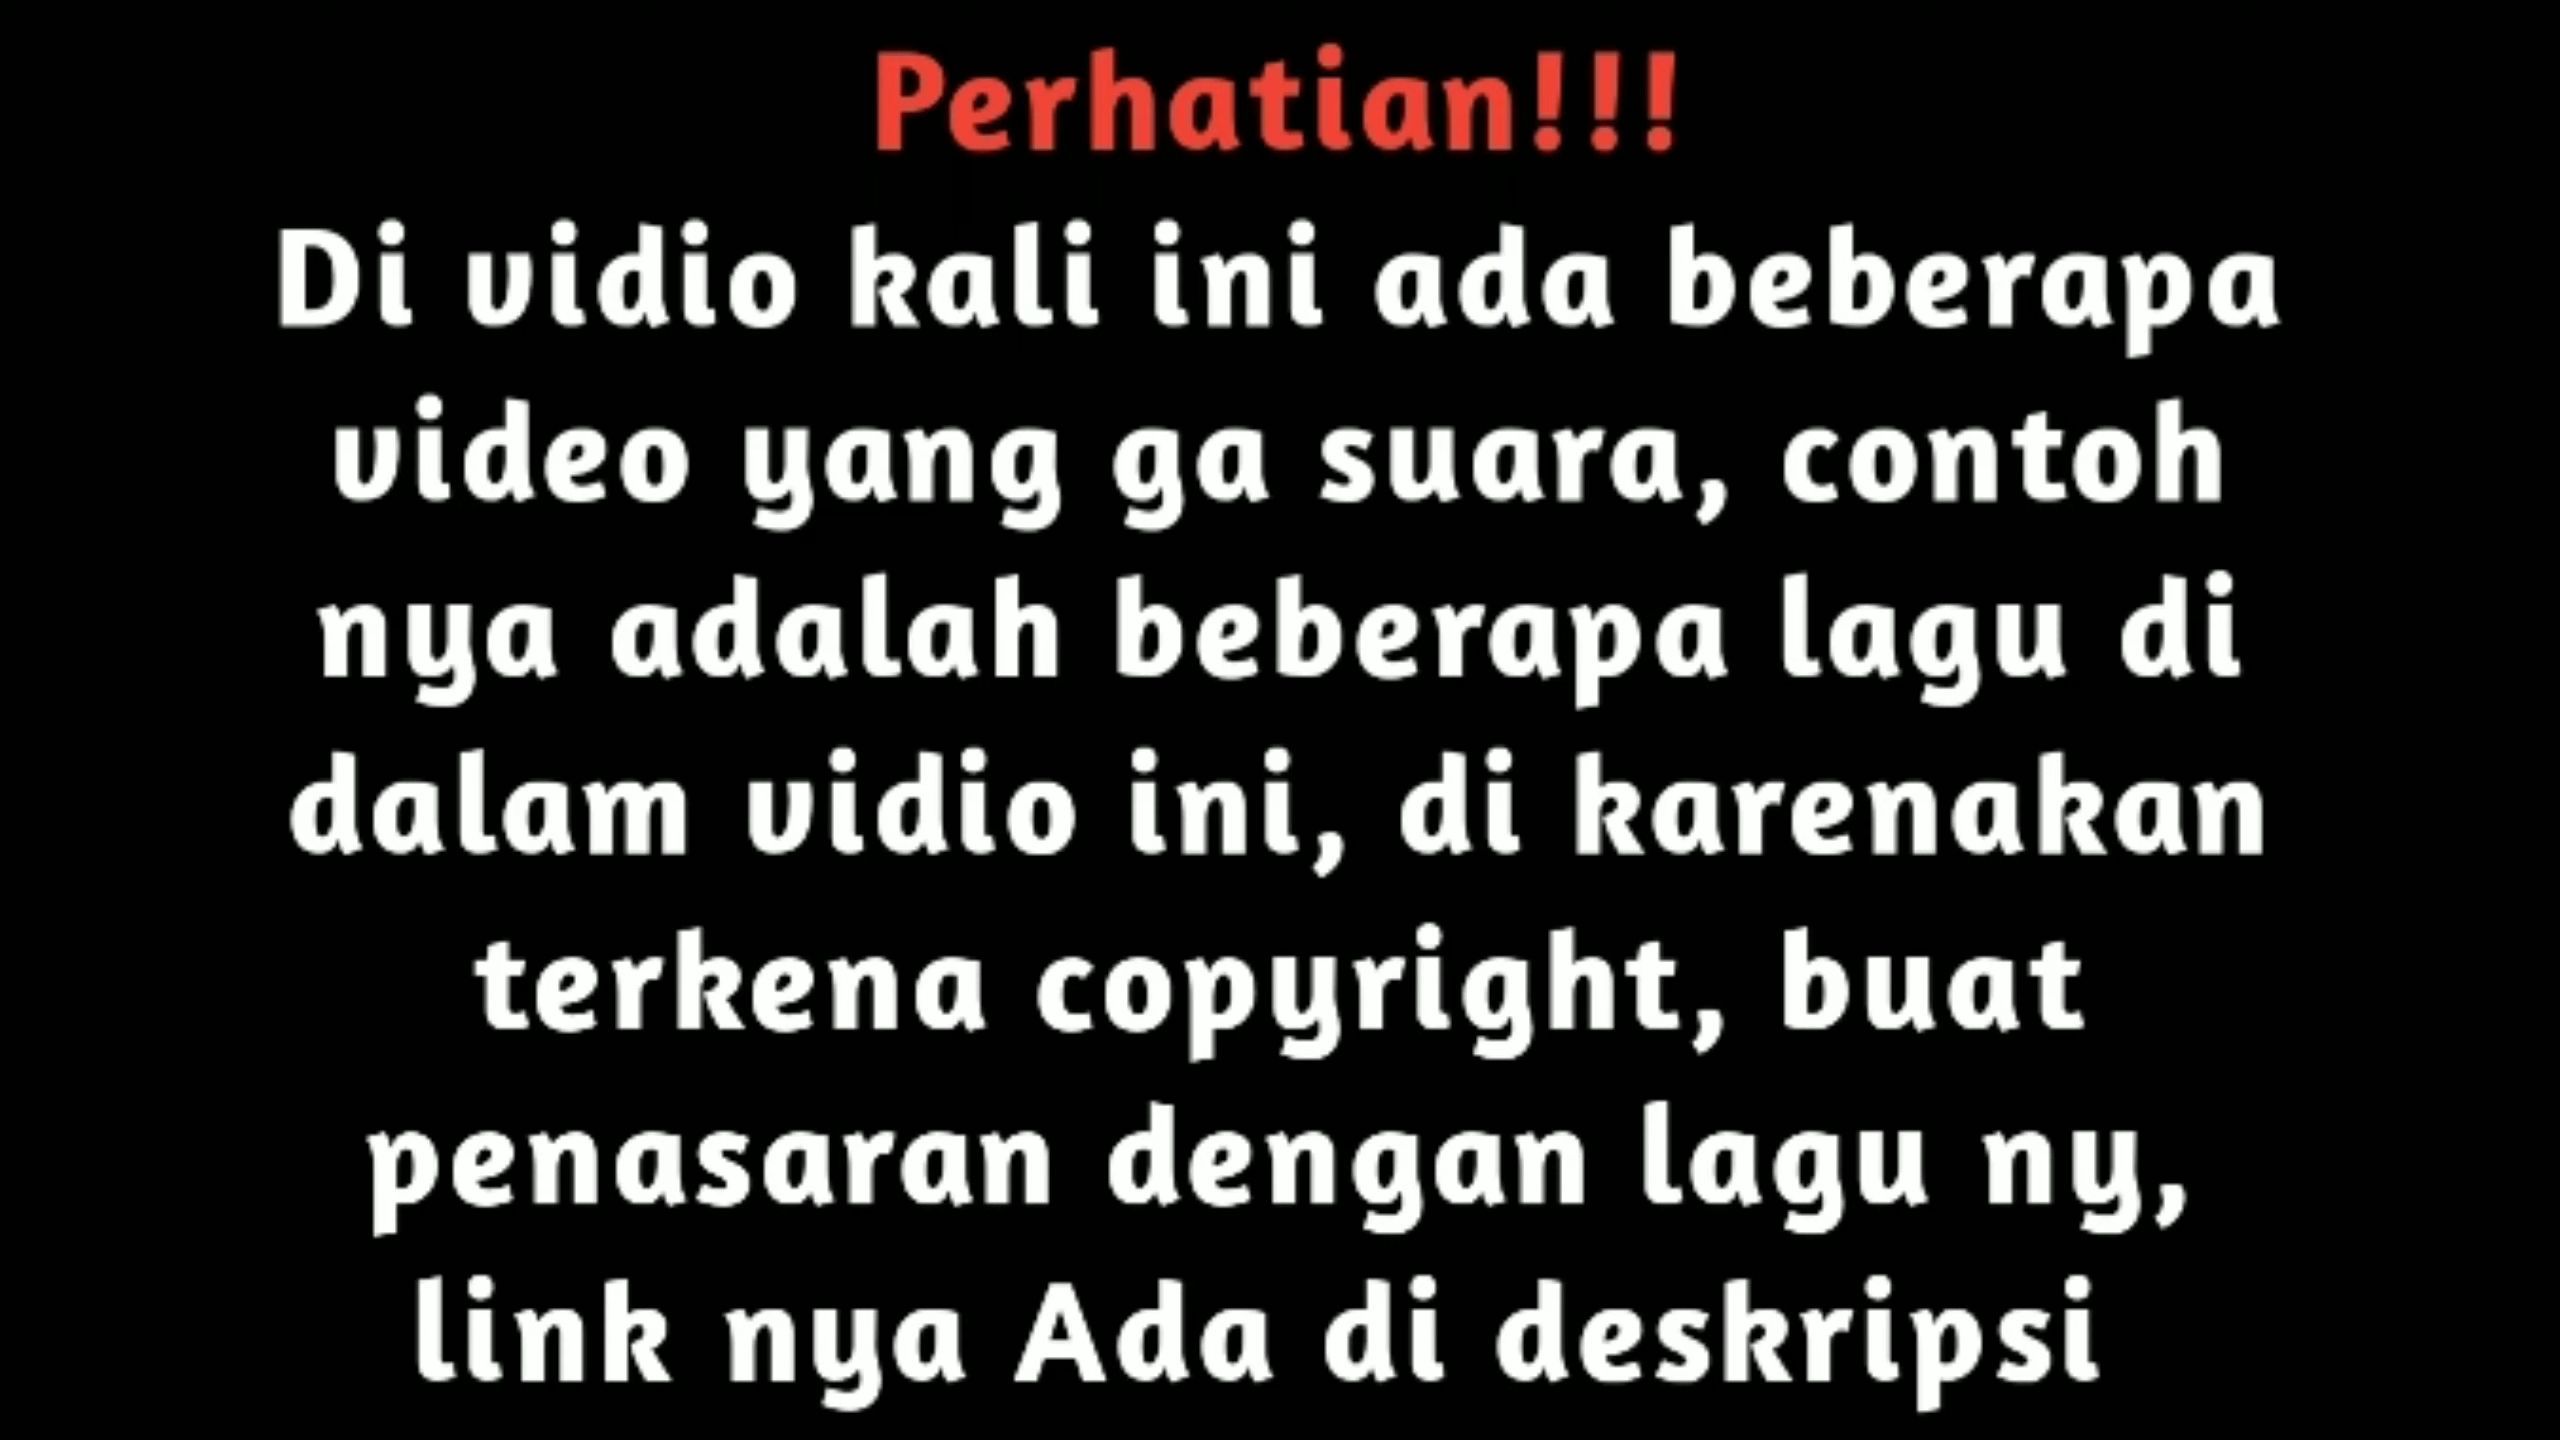 Perhatian!!!
Di vidio kali ini ada beberapa
video yang ga suara, contoh
nya adalah beberapa lagu di
dalam vidio ini, di karenakan
terkena copyright, buat
penasaran dengan lagu ny,
link nya Ada di deskripsi